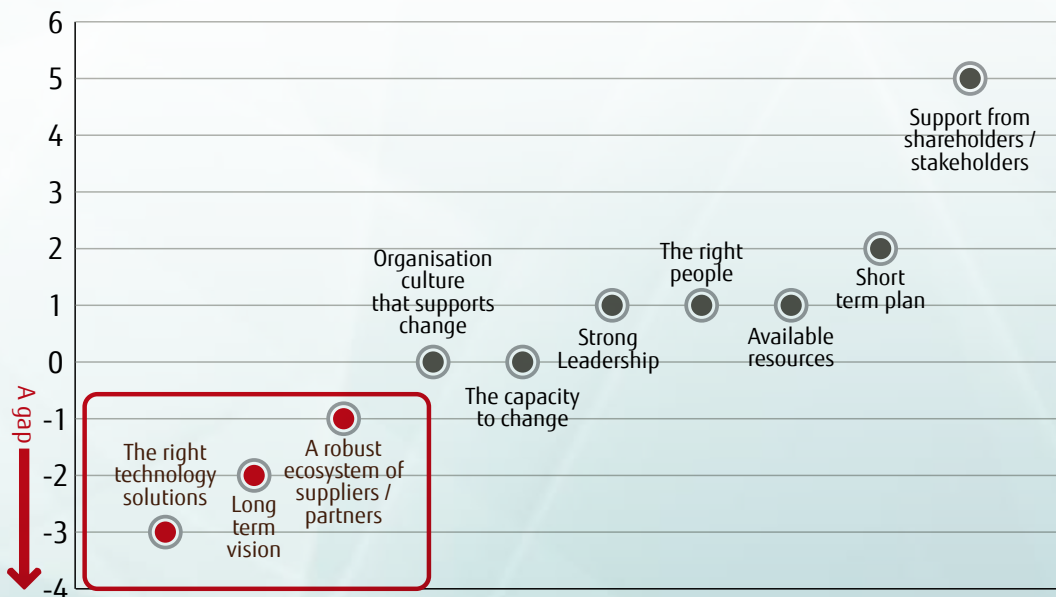 6
5
4
3
2
1
0
-1
-2
-3
-4
A gap
The right
technology
solutions
Long
term
vision
A robust
ecosystem of
suppliers /
partners
Organisation
culture
that supports
change
The capacity
to change
Strong
Leadership
The right
people
Available
resources
Short
term plan
Support from
shareholders /
stakeholders